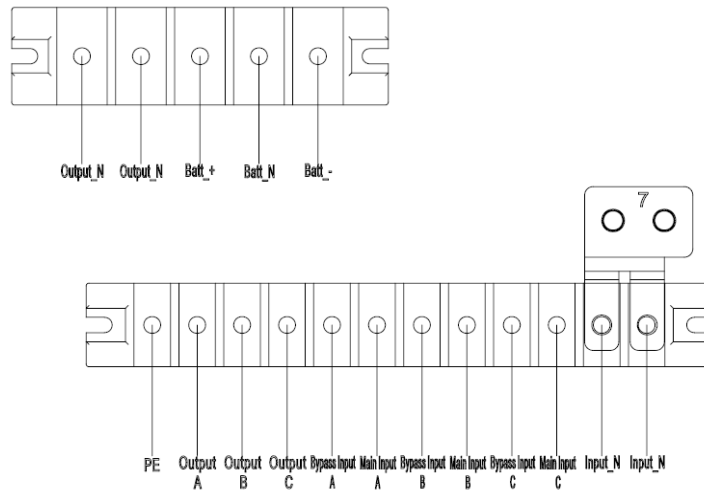 Output_N Output_N Batt_+ Batt_N Batt_-
7
PE Output Output Output Bypass Input Main Input Bypass Input Main Input Bypass Input Main Input Input_N Input_N
A B C A A B B C C